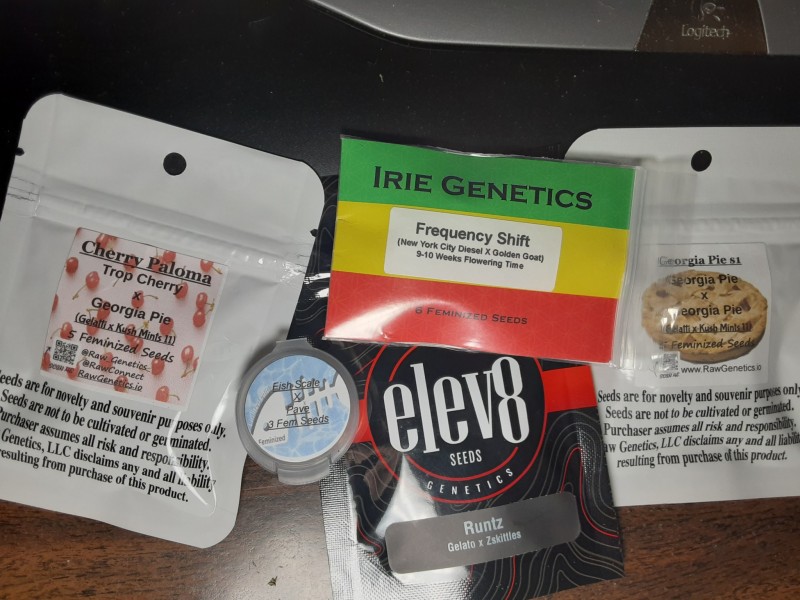 Logitech
Cherry Paloma
Trop Cherry
X
Georgia Pie
(Gelatti x Kush Mints 11)
5 Feminized Seeds
@Raw_Genetics_
@RawConnect
RawGenetics.io
Seeds are for novelty and souvenir purposes only.
Seeds are not to be cultivated or germinated.
Purchaser assumes all risk and responsibility.
Genetics, LLC disclaims any and all liability
resulting from purchase of this product.
Fish Scale
X
Pave
3 Fem Seeds
Feminized
IRIE GENETICS
Frequency Shift
(New York City Diesel X Golden Goat)
9-10 Weeks Flowering Time
6 Feminized Seeds
elev8
SEEDS
GENETICS
Runtz
Gelato x Zskittles
Georgia Pie s1
Georgia Pie
X
Georgia Pie
(Gelatti x Kush Mints 11)
5 Feminized Seeds
www.RawGenetics.io
Seeds are for novelty and souvenir purposes only.
Seeds are not to be cultivated or germinated.
Purchaser assumes all risk and responsibility.
Raw Genetics, LLC disclaims any and all liability
resulting from purchase of this product.